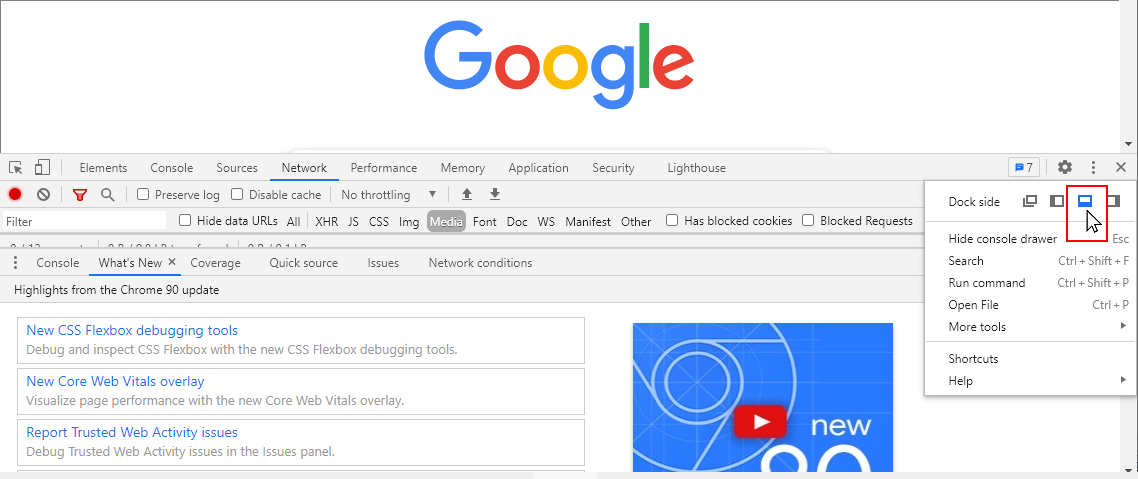 Google
Elements Console Sources Network Performance Memory Application Security Lighthouse 7
Preserve log Disable cache No throttling
Filter Hide data URLs All XHR JS CSS Img Media Font Doc WS Manifest Other Has blocked cookies Blocked Requests
Console What's New Coverage Quick source Issues Network conditions
Highlights from the Chrome 90 update
New CSS Flexbox debugging tools
Debug and inspect CSS Flexbox with the new CSS Flexbox debugging tools.
New Core Web Vitals overlay
Visualize page performance with the new Core Web Vitals overlay.
Report Trusted Web Activity issues
Debug Trusted Web Activity issues in the Issues panel.
new
90
Dock side
Hide console drawer Esc
Search Ctrl + Shift + F
Run command Ctrl + Shift + P
Open File Ctrl + P
More tools
Shortcuts
Help